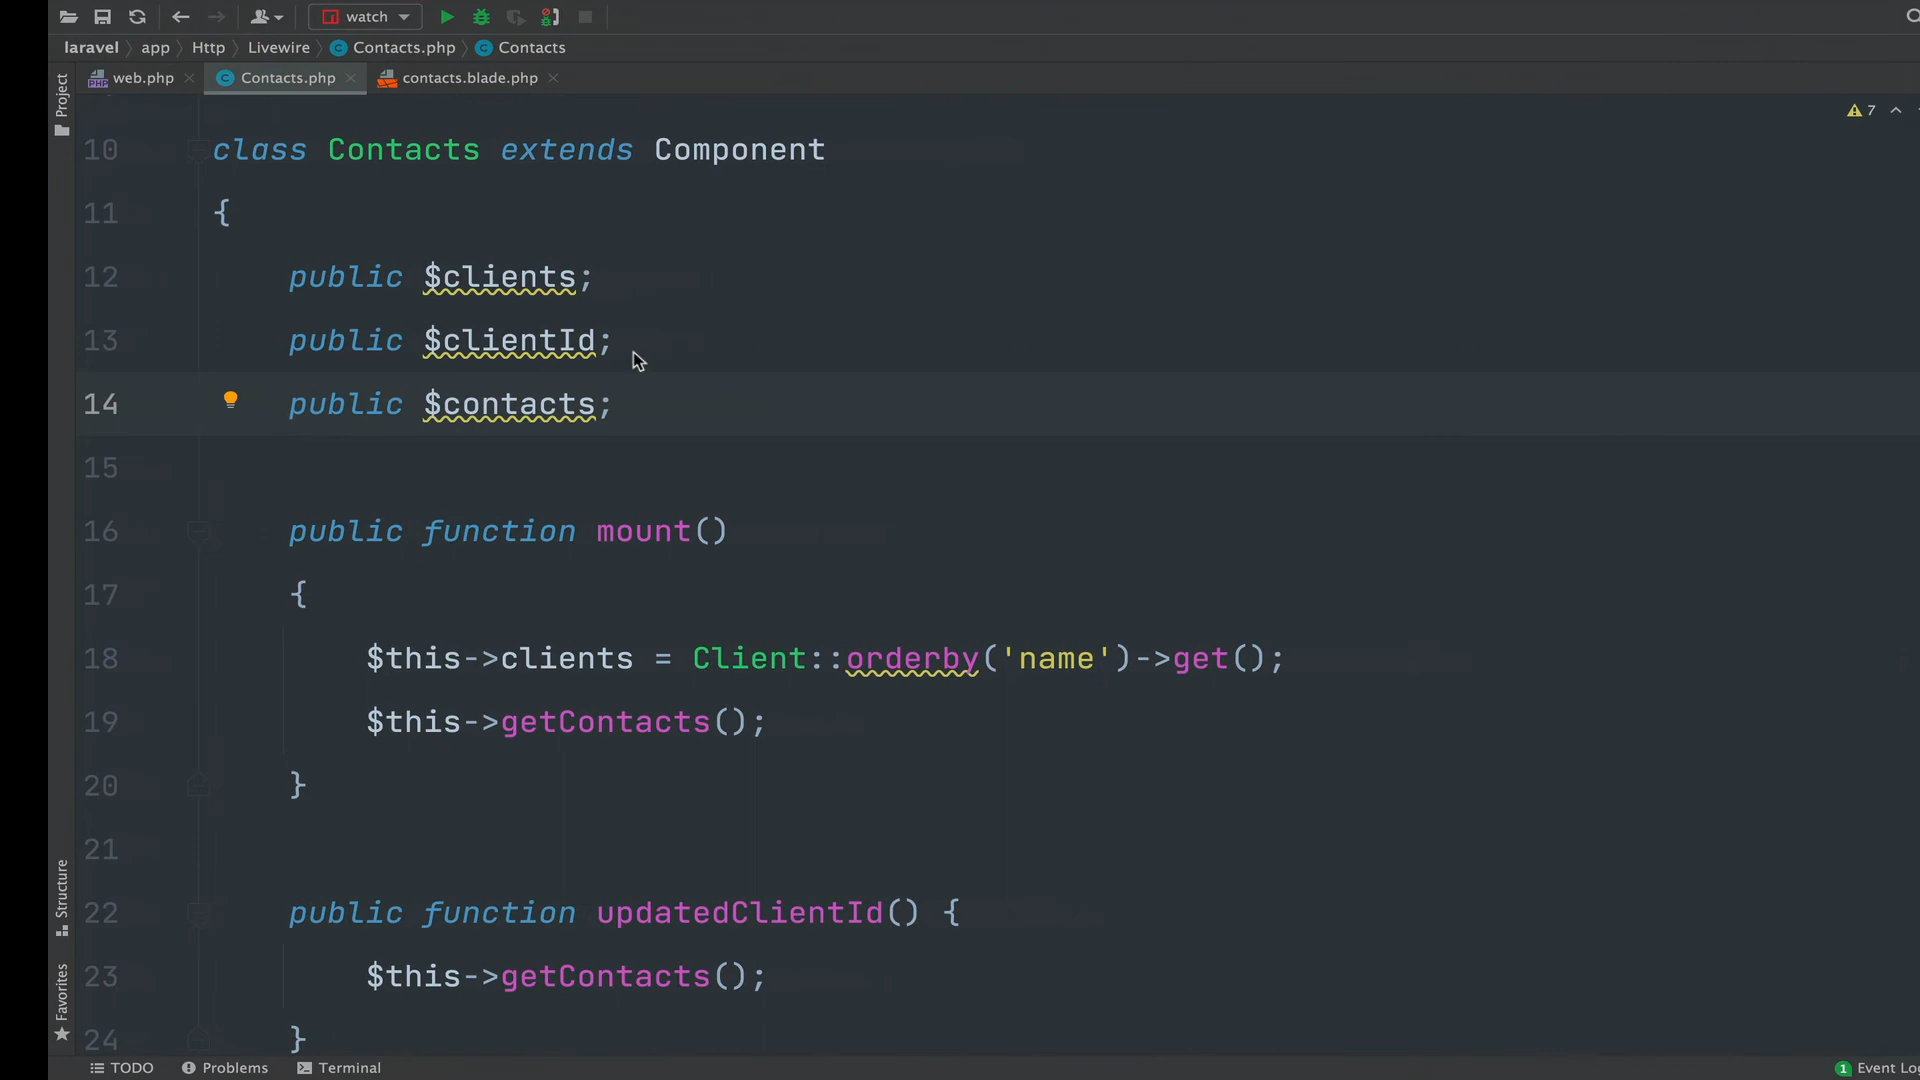 watch
laravel app Http Livewire Contacts.php Contacts
web.php Contacts.php contacts.blade.php
Project
7
10 class Contacts extends Component
11 {
12 public $clients;
13 public $clientId;
14 public $contacts;
15
16 public function mount()
17 {
18 $this->clients = Client::orderby('name')->get();
19 $this->getContacts();
20 }
21
22 public function updatedClientId() {
23 $this->getContacts();
24 }
Structure
Favorites
TODO Problems Terminal 1 Event Log